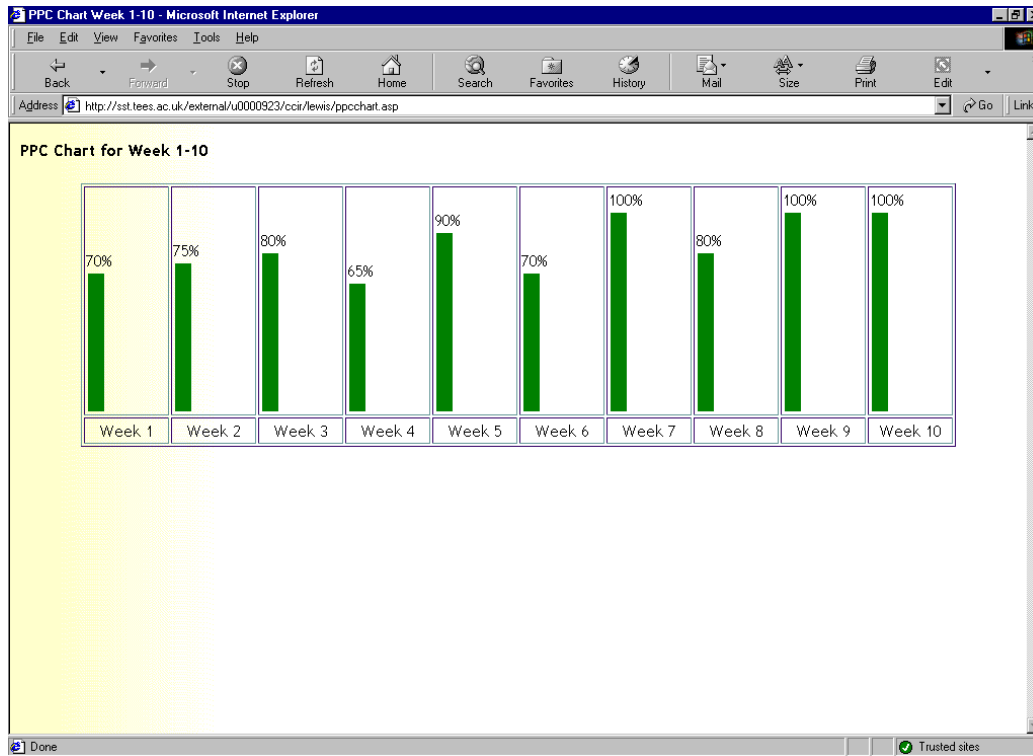 PPC Chart Week 1-10 - Microsoft Internet Explorer
File Edit View Favorites Tools Help
Back Forward Stop Refresh Home Search Favorites History Mail Size Print Edit
Address http://sst.tees.ac.uk/external/u0000923/ccir/lewis/ppcchart.asp Go Link
PPC Chart for Week 1-10
70% 75% 80% 65% 90% 70% 100% 80% 100% 100%
Week 1 Week 2 Week 3 Week 4 Week 5 Week 6 Week 7 Week 8 Week 9 Week 10
Done Trusted sites